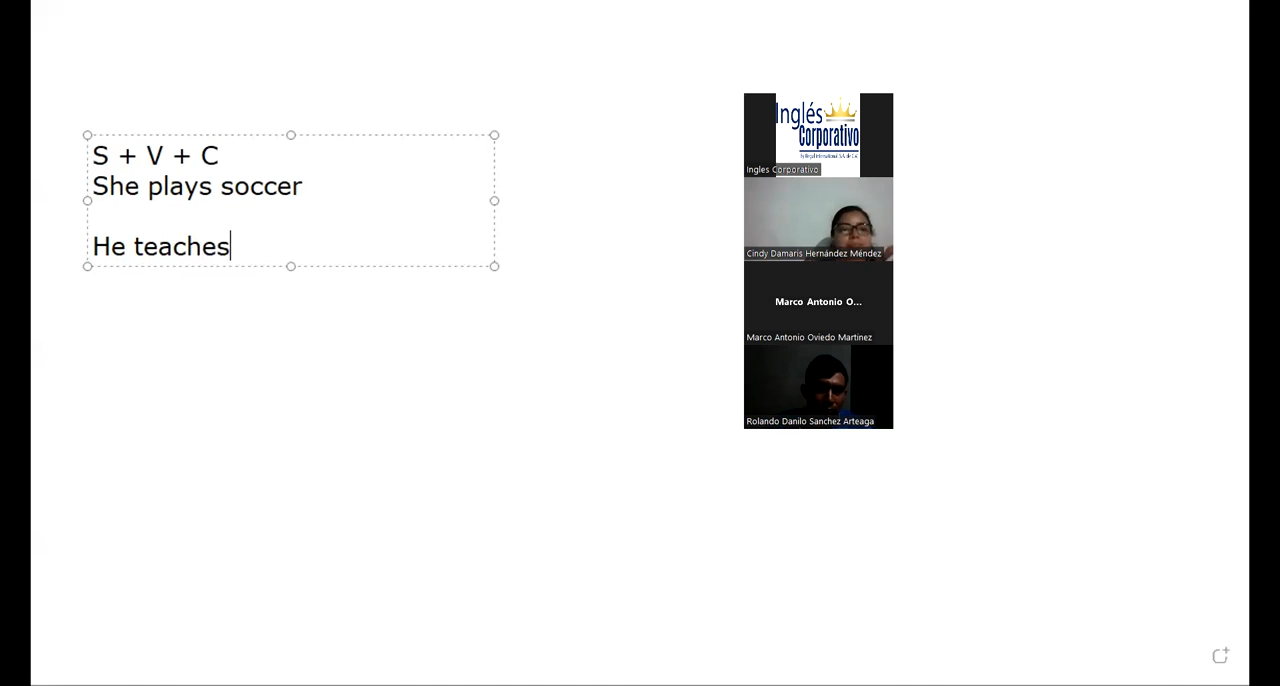 S + V + C
She plays soccer
He teaches
Inglés
Corporativo
Ingles Corporativo
Cindy Damaris Hernández Méndez
Marco Antonio O...
Marco Antonio Oviedo Martinez
Rolando Danilo Sanchez Arteaga